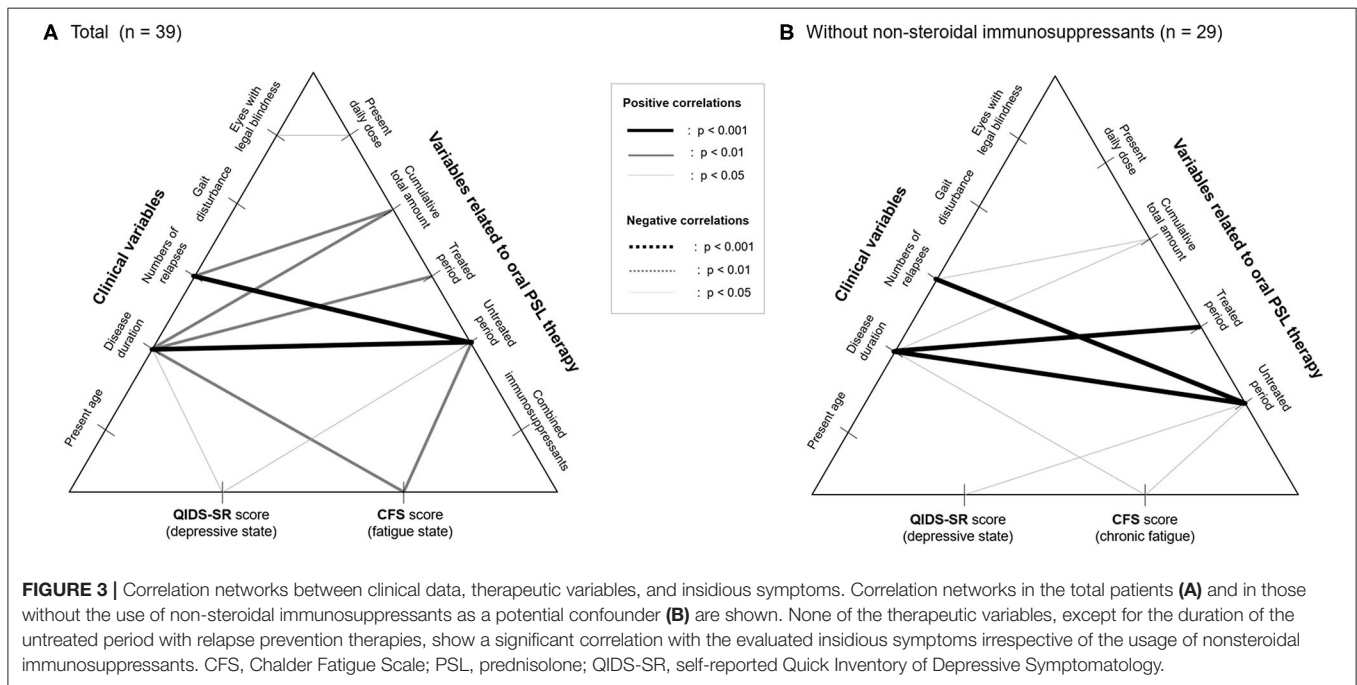 A Total (n = 39)
Eyes with
legal blindness
Gait
disturbance
Numbers of
relapses
Disease
duration
Present age
Clinical variables
Present
daily dose
Cumulative
total amount
Treated
period
Untreated
period
Combined
immunosuppressants
Variables related to oral PSL therapy
QIDS-SR score
(depressive state)
CFS score
(fatigue state)
Positive correlations
: p < 0.001
: p < 0.01
: p < 0.05
Negative correlations
: p < 0.001
: p < 0.01
: p < 0.05
B Without non-steroidal immunosuppressants (n = 29)
Eyes with
legal blindness
Gait
disturbance
Numbers of
relapses
Disease
duration
Present age
Clinical variables
Present
daily dose
Cumulative
total amount
Treated
period
Untreated
period
Variables related to oral PSL therapy
QIDS-SR score
(depressive state)
CFS score
(chronic fatigue)
FIGURE 3 | Correlation networks between clinical data, therapeutic variables, and insidious symptoms. Correlation networks in the total patients (A) and in those
without the use of non-steroidal immunosuppressants as a potential confounder (B) are shown. None of the therapeutic variables, except for the duration of the
untreated period with relapse prevention therapies, show a significant correlation with the evaluated insidious symptoms irrespective of the usage of nonsteroidal
immunosuppressants. CFS, Chalder Fatigue Scale; PSL, prednisolone; QIDS-SR, self-reported Quick Inventory of Depressive Symptomatology.